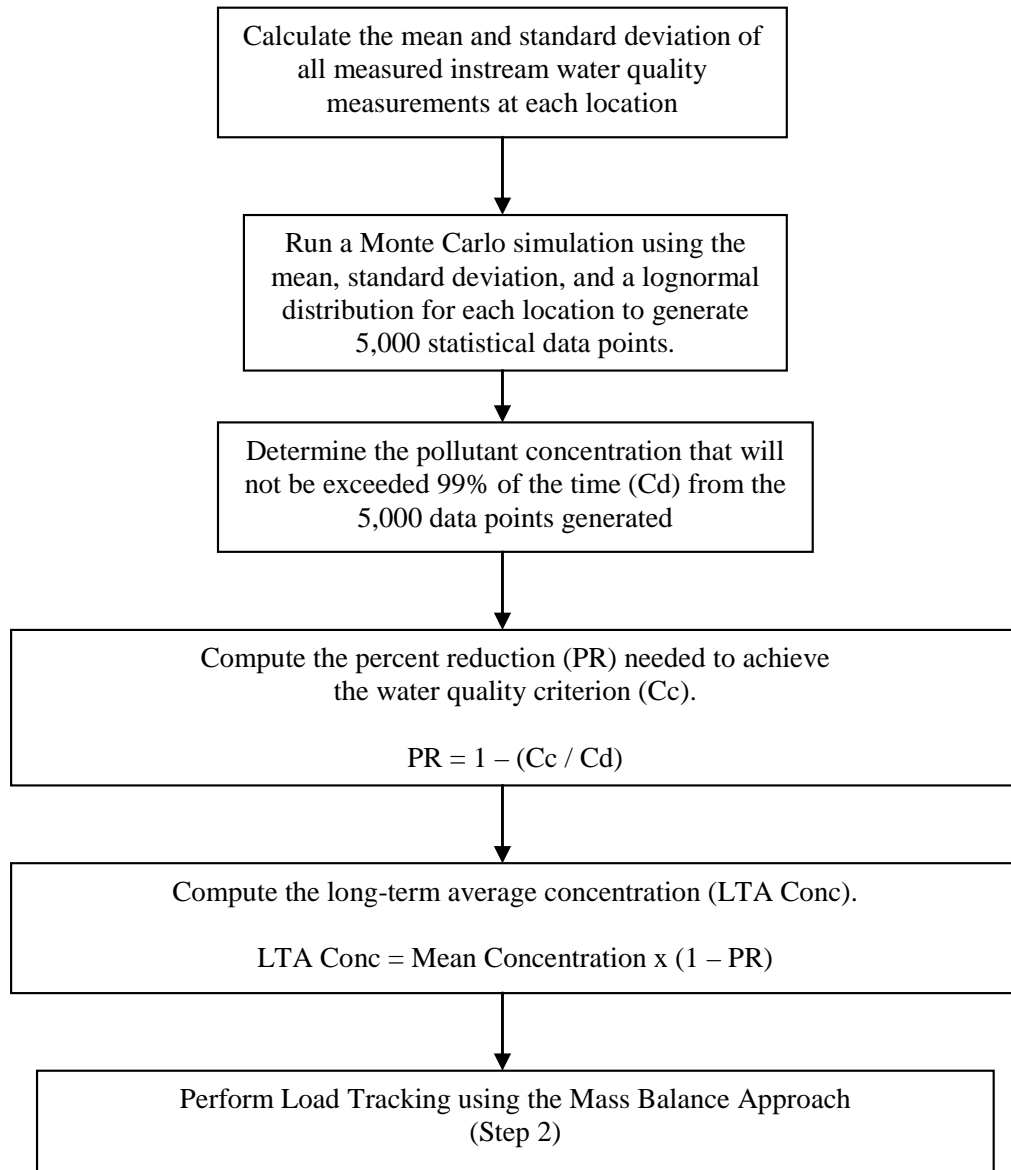 Calculate the mean and standard deviation of
all measured instream water quality
measurements at each location
Run a Monte Carlo simulation using the
mean, standard deviation, and a lognormal
distribution for each location to generate
5,000 statistical data points.
Determine the pollutant concentration that will
not be exceeded 99% of the time (Cd) from the
5,000 data points generated
Compute the percent reduction (PR) needed to achieve
the water quality criterion (Cc).
PR = 1 – (Cc / Cd)
Compute the long-term average concentration (LTA Conc).
LTA Conc = Mean Concentration x (1 – PR)
Perform Load Tracking using the Mass Balance Approach
(Step 2)